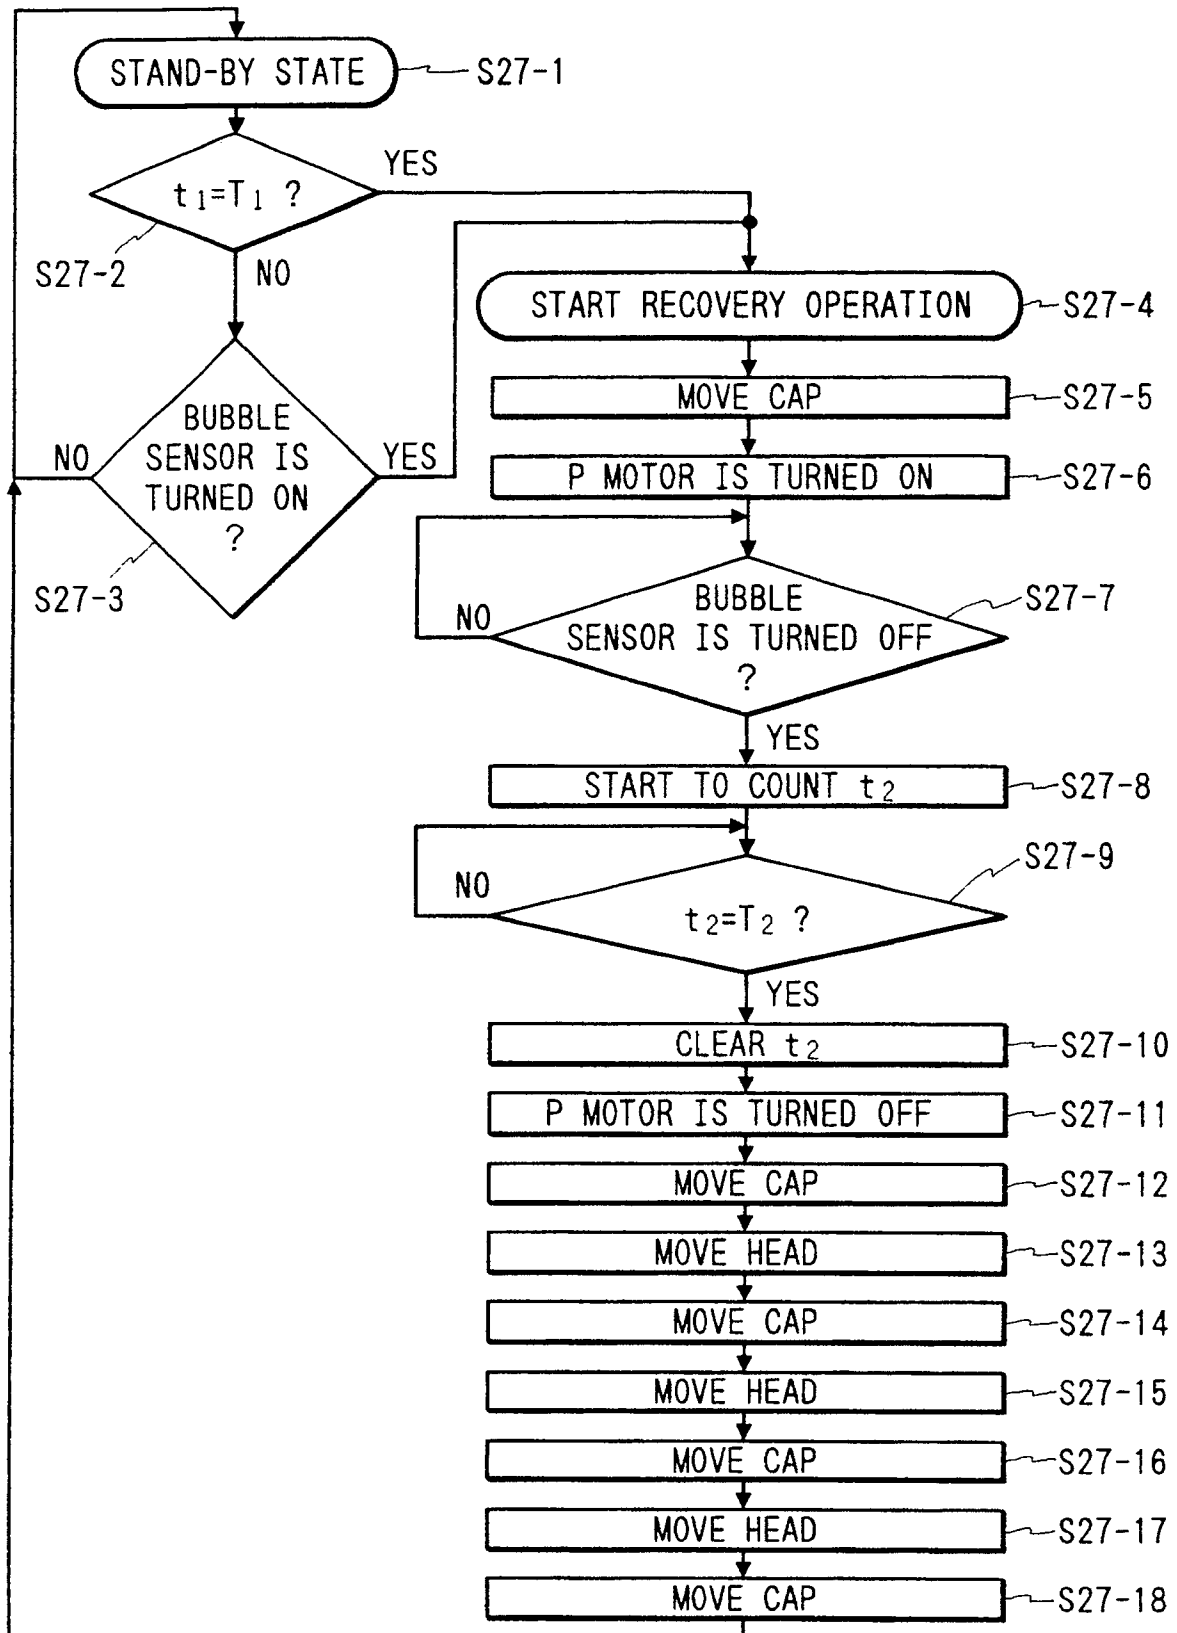 STAND-BY STATE
S27-1
t1=T1 ?
YES
S27-2
NO
START RECOVERY OPERATION
S27-4
MOVE CAP
S27-5
BUBBLE
SENSOR IS
TURNED ON
?
NO
YES
S27-3
P MOTOR IS TURNED ON
S27-6
BUBBLE
SENSOR IS TURNED OFF
?
S27-7
NO
YES
START TO COUNT t2
S27-8
S27-9
NO
t2=T2 ?
YES
CLEAR t2
S27-10
P MOTOR IS TURNED OFF
S27-11
MOVE CAP
S27-12
MOVE HEAD
S27-13
MOVE CAP
S27-14
MOVE HEAD
S27-15
MOVE CAP
S27-16
MOVE HEAD
S27-17
MOVE CAP
S27-18